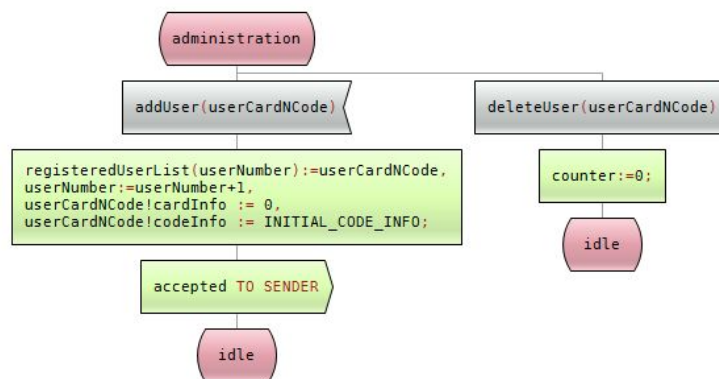 administration
addUser(userCardNCode)
registeredUserList(userNumber):=userCardNCode,
userNumber:=userNumber+1,
userCardNCode!cardInfo := 0,
userCardNCode!codeInfo := INITIAL_CODE_INFO;
accepted TO SENDER
idle
deleteUser(userCardNCode)
counter:=0;
idle